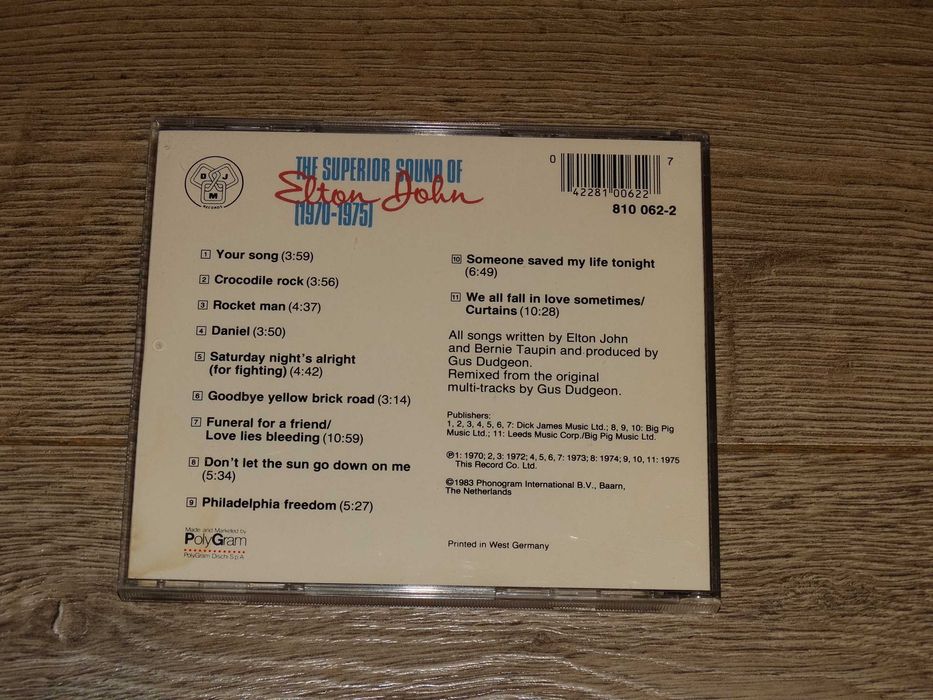 DJM
RECORDS
THE SUPERIOR SOUND OF
Elton John
(1970-1975)
0 42281 00622 7
810 062-2
1 Your song (3:59)
2 Crocodile rock (3:56)
3 Rocket man (4:37)
4 Daniel (3:50)
5 Saturday night's alright
(for fighting) (4:42)
6 Goodbye yellow brick road (3:14)
7 Funeral for a friend/
Love lies bleeding (10:59)
8 Don't let the sun go down on me
(5:34)
9 Philadelphia freedom (5:27)
10 Someone saved my life tonight
(6:49)
11 We all fall in love sometimes/
Curtains (10:28)
All songs written by Elton John
and Bernie Taupin and produced by
Gus Dudgeon.
Remixed from the original
multi-tracks by Gus Dudgeon.
Publishers:
1, 2, 3, 4, 5, 6, 7: Dick James Music Ltd.; 8, 9, 10: Big Pig
Music Ltd.; 11: Leeds Music Corp./Big Pig Music Ltd.
℗1: 1970; 2, 3: 1972; 4, 5, 6, 7: 1973; 8: 1974; 9, 10, 11: 1975
This Record Co. Ltd.
©1983 Phonogram International B.V., Baarn,
The Netherlands
Made and Marketed by
PolyGram
PolyGram Dischi S.p.A.
Printed in West Germany